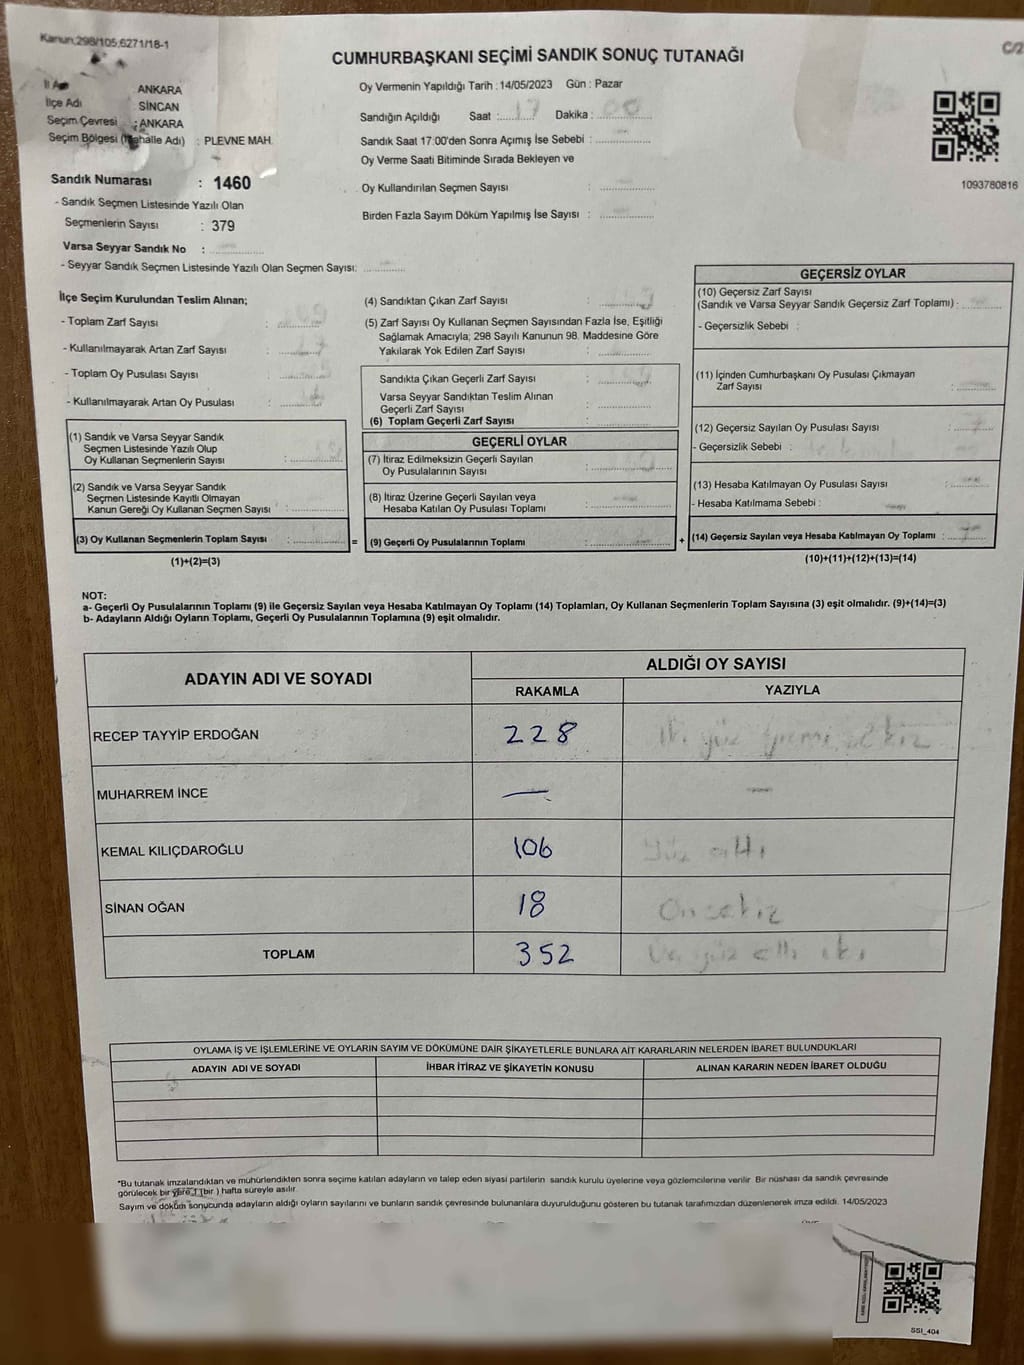 Kanun;298/105,6271/18-1
C/2
CUMHURBAŞKANI SEÇİMİ SANDIK SONUÇ TUTANAĞI
Oy Vermenin Yapıldığı Tarih : 14/05/2023 Gün : Pazar
İlçe Adı SİNCAN
ANKARA
Seçim Çevresi : ANKARA
Seçim Bölgesi (Mahalle Adı) : PLEVNE MAH.
Sandığın Açıldığı Saat : 17 Dakika : 00
Sandık Saat 17:00'den Sonra Açımış İse Sebebi :
Oy Verme Saati Bitiminde Sırada Bekleyen ve
Oy Kullandırılan Seçmen Sayısı :
Birden Fazla Sayım Döküm Yapılmış İse Sayısı :
1093780816
Sandık Numarası : 1460
- Sandık Seçmen Listesinde Yazılı Olan
Seçmenlerin Sayısı : 379
Varsa Seyyar Sandık No :
- Seyyar Sandık Seçmen Listesinde Yazılı Olan Seçmen Sayısı:
İlçe Seçim Kurulundan Teslim Alınan;
- Toplam Zarf Sayısı :
- Kullanılmayarak Artan Zarf Sayısı :
- Toplam Oy Pusulası Sayısı :
- Kullanılmayarak Artan Oy Pusulası :
(1) Sandık ve Varsa Seyyar Sandık
Seçmen Listesinde Yazılı Olup
Oy Kullanan Seçmenlerin Sayısı :
(2) Sandık ve Varsa Seyyar Sandık
Seçmen Listesinde Kayıtlı Olmayan
Kanun Gereği Oy Kullanan Seçmen Sayısı :
(3) Oy Kullanan Seçmenlerin Toplam Sayısı :
(1)+(2)=(3)
(4) Sandıktan Çıkan Zarf Sayısı :
(5) Zarf Sayısı Oy Kullanan Seçmen Sayısından Fazla İse, Eşitliği
Sağlamak Amacıyla; 298 Sayılı Kanunun 98. Maddesine Göre
Yakılarak Yok Edilen Zarf Sayısı :
Sandıkta Çıkan Geçerli Zarf Sayısı :
Varsa Seyyar Sandıktan Teslim Alınan
Geçerli Zarf Sayısı :
(6) Toplam Geçerli Zarf Sayısı :
GEÇERLİ OYLAR
(7) İtiraz Edilmeksizin Geçerli Sayılan
Oy Pusulalarının Sayısı :
(8) İtiraz Üzerine Geçerli Sayılan veya
Hesaba Katılan Oy Pusulası Toplamı :
= (9) Geçerli Oy Pusulalarının Toplamı : +
GEÇERSİZ OYLAR
(10) Geçersiz Zarf Sayısı
(Sandık ve Varsa Seyyar Sandık Geçersiz Zarf Toplamı) :
- Geçersizlik Sebebi :
(11) İçinden Cumhurbaşkanı Oy Pusulası Çıkmayan
Zarf Sayısı :
(12) Geçersiz Sayılan Oy Pusulası Sayısı :
- Geçersizlik Sebebi :
(13) Hesaba Katılmayan Oy Pusulası Sayısı :
- Hesaba Katılmama Sebebi :
(14) Geçersiz Sayılan veya Hesaba Katılmayan Oy Toplamı :
(10)+(11)+(12)+(13)=(14)
NOT:
a- Geçerli Oy Pusulalarının Toplamı (9) ile Geçersiz Sayılan veya Hesaba Katılmayan Oy Toplamı (14) Toplamları, Oy Kullanan Seçmenlerin Toplam Sayısına (3) eşit olmalıdır. (9)+(14)=(3)
b- Adayların Aldığı Oyların Toplamı, Geçerli Oy Pusulalarının Toplamına (9) eşit olmalıdır.
ADAYIN ADI VE SOYADI ALDIĞI OY SAYISI
RAKAMLA YAZIYLA
RECEP TAYYİP ERDOĞAN 228 iki yüz yirmi sekiz
MUHARREM İNCE — —
KEMAL KILIÇDAROĞLU 106 yüz altı
SİNAN OĞAN 18 Onsekiz
TOPLAM 352 Üç yüz elli iki
OYLAMA İŞ VE İŞLEMLERİNE VE OYLARIN SAYIM VE DÖKÜMÜNE DAİR ŞİKAYETLERLE BUNLARA AİT KARARLARIN NELERDEN İBARET BULUNDUKLARI
ADAYIN ADI VE SOYADI İHBAR İTİRAZ VE ŞİKAYETİN KONUSU ALINAN KARARIN NEDEN İBARET OLDUĞU
*Bu tutanak imzalandıktan ve mühürlendikten sonra seçime katılan adayların ve talep eden siyasi partilerin sandık kurulu üyelerine veya gözlemcilerine verilir. Bir nüshası da sandık çevresinde
görülecek bir yere 1 (bir ) hafta süreyle asılır.
Sayım ve döküm sonucunda adayların aldığı oyların sayılarını ve bunların sandık çevresinde bulunanlara duyurulduğunu gösteren bu tutanak tarafımızdan düzenlenerek imza edildi. 14/05/2023
SSI_404